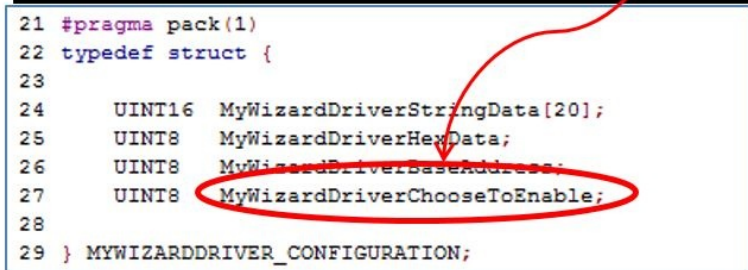 21 #pragma pack(1)
22 typedef struct {
23
24     UINT16  MyWizardDriverStringData[20];
25     UINT8   MyWizardDriverHexData;
26     UINT8   MyWizardDriverBaseAddress;
27     UINT8   MyWizardDriverChooseToEnable;
28
29 } MYWIZARDDRIVER_CONFIGURATION;